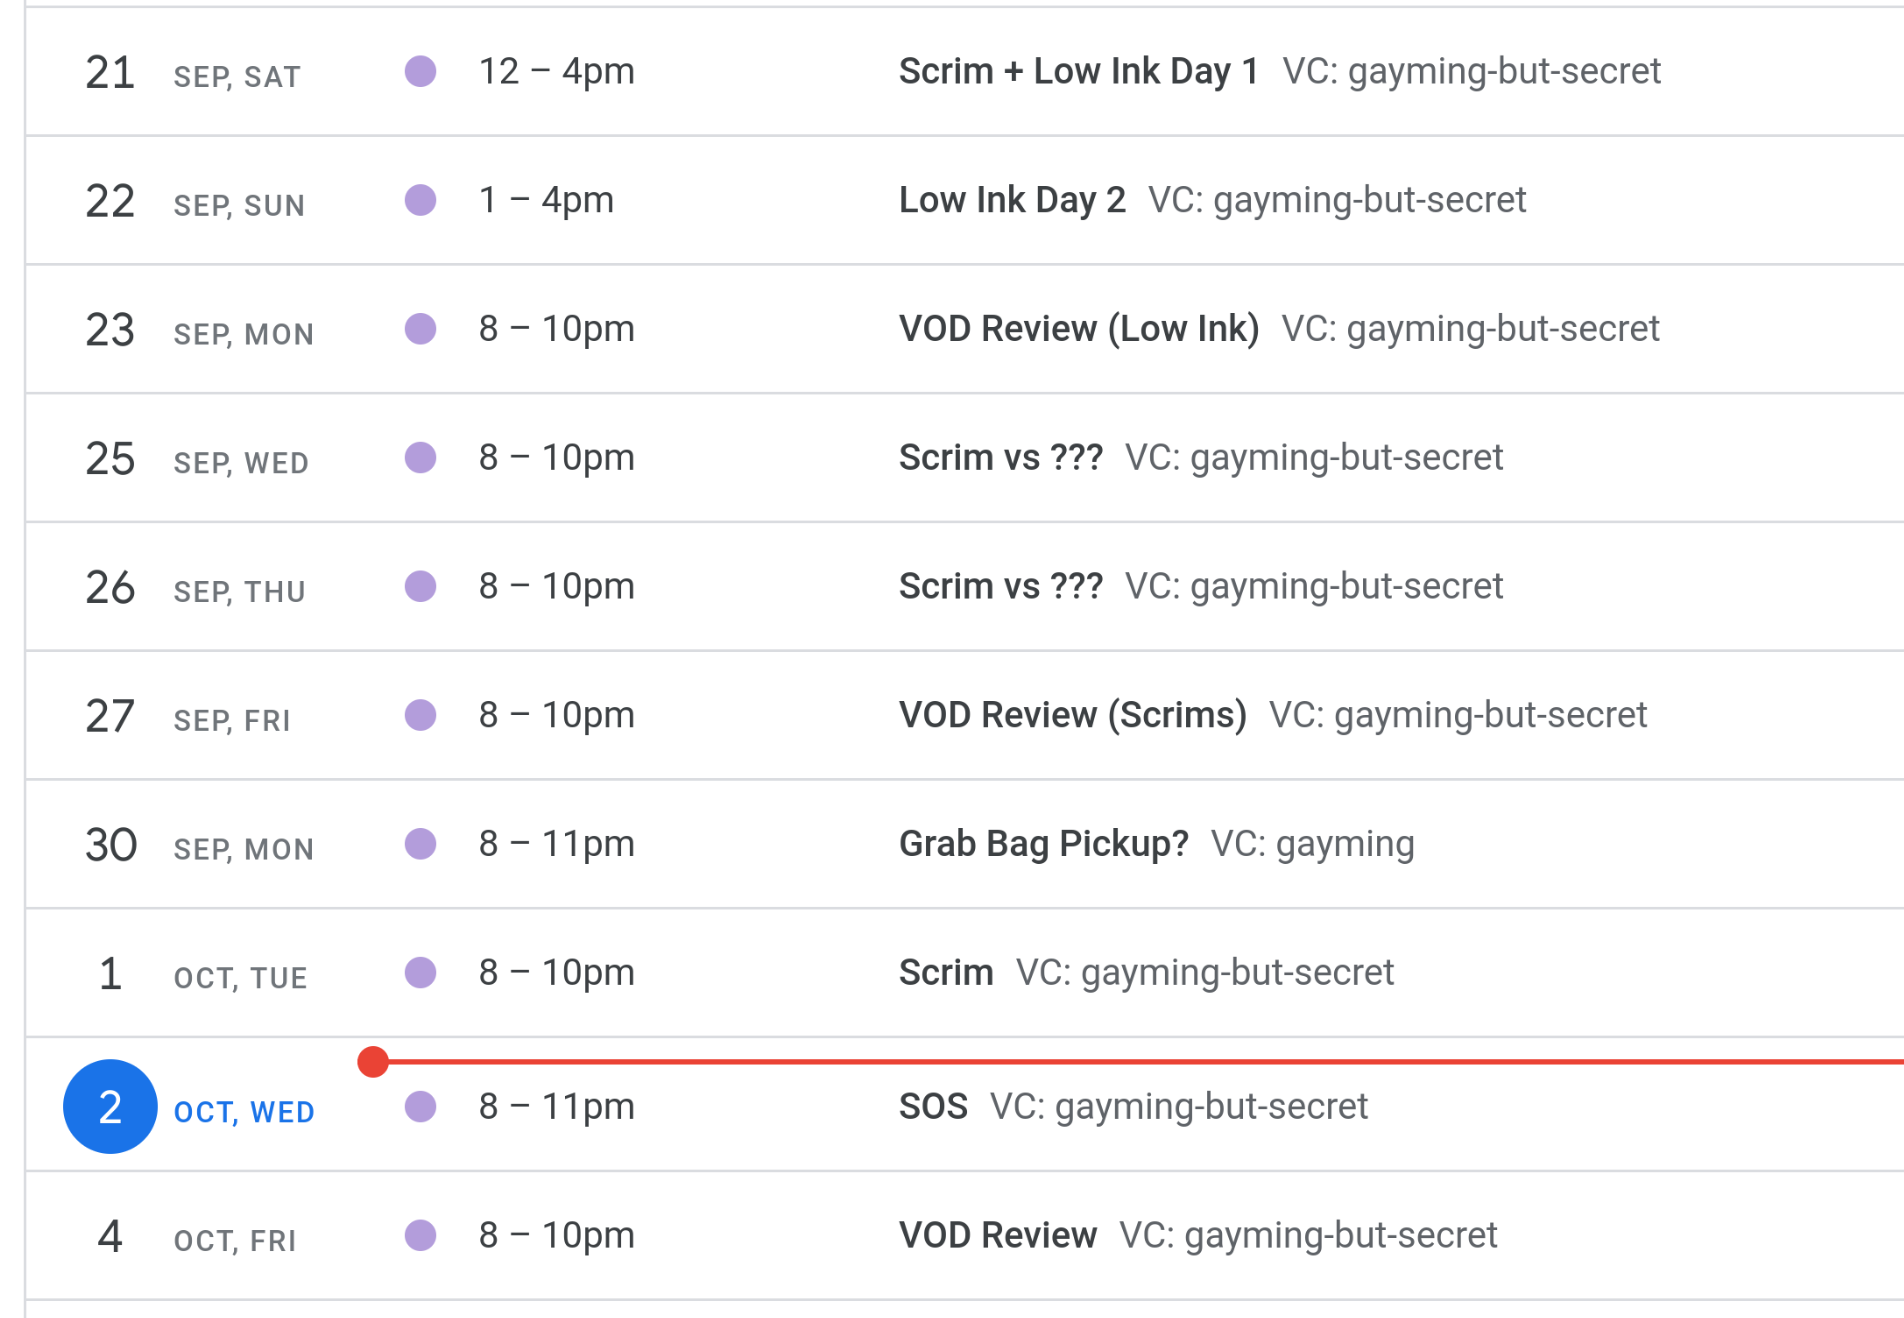 21 SEP, SAT 12 – 4pm Scrim + Low Ink Day 1 VC: gayming-but-secret
22 SEP, SUN 1 – 4pm Low Ink Day 2 VC: gayming-but-secret
23 SEP, MON 8 – 10pm VOD Review (Low Ink) VC: gayming-but-secret
25 SEP, WED 8 – 10pm Scrim vs ??? VC: gayming-but-secret
26 SEP, THU 8 – 10pm Scrim vs ??? VC: gayming-but-secret
27 SEP, FRI 8 – 10pm VOD Review (Scrims) VC: gayming-but-secret
30 SEP, MON 8 – 11pm Grab Bag Pickup? VC: gayming
1 OCT, TUE 8 – 10pm Scrim VC: gayming-but-secret
2 OCT, WED 8 – 11pm SOS VC: gayming-but-secret
4 OCT, FRI 8 – 10pm VOD Review VC: gayming-but-secret